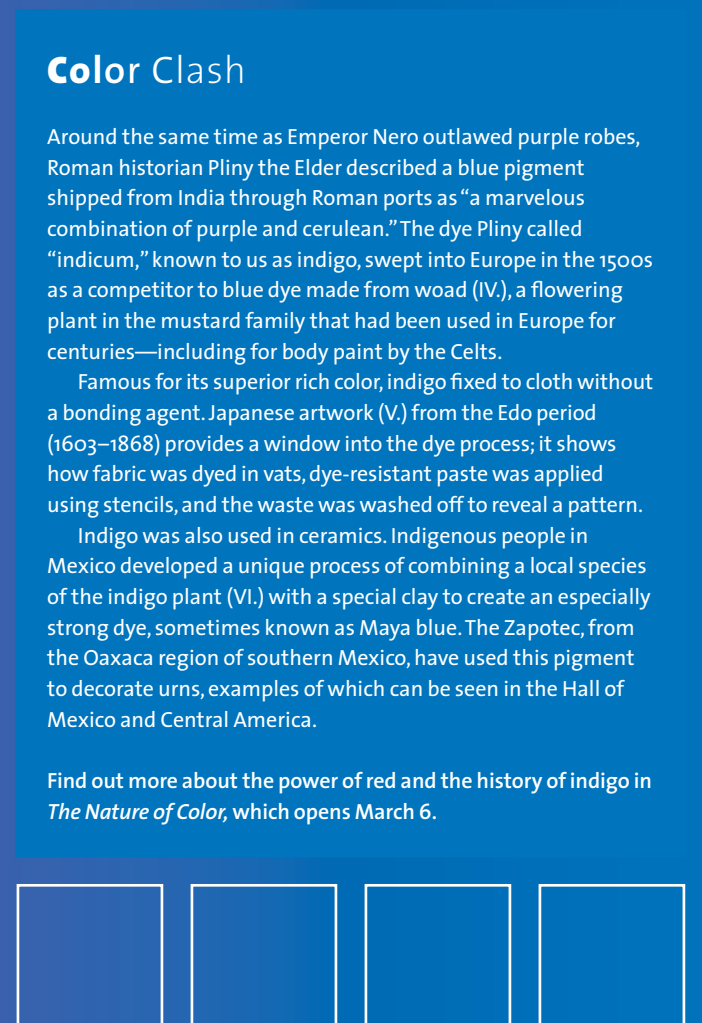 Color Clash
Around the same time as Emperor Nero outlawed purple robes,
Roman historian Pliny the Elder described a blue pigment
shipped from India through Roman ports as “a marvelous
combination of purple and cerulean.” The dye Pliny called
“indicum,” known to us as indigo, swept into Europe in the 1500s
as a competitor to blue dye made from woad (IV.), a flowering
plant in the mustard family that had been used in Europe for
centuries—including for body paint by the Celts.
Famous for its superior rich color, indigo fixed to cloth without
a bonding agent. Japanese artwork (V.) from the Edo period
(1603–1868) provides a window into the dye process; it shows
how fabric was dyed in vats, dye-resistant paste was applied
using stencils, and the waste was washed off to reveal a pattern.
Indigo was also used in ceramics. Indigenous people in
Mexico developed a unique process of combining a local species
of the indigo plant (VI.) with a special clay to create an especially
strong dye, sometimes known as Maya blue. The Zapotec, from
the Oaxaca region of southern Mexico, have used this pigment
to decorate urns, examples of which can be seen in the Hall of
Mexico and Central America.
Find out more about the power of red and the history of indigo in
The Nature of Color, which opens March 6.